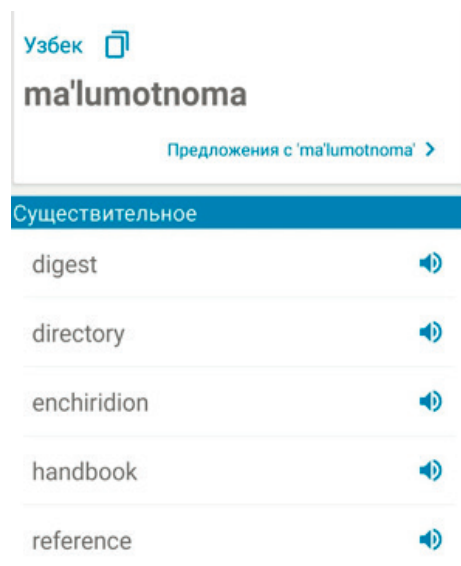 Узбек
ma'lumotnoma
Предложения с 'ma'lumotnoma'
Существительное
digest
directory
enchiridion
handbook
reference